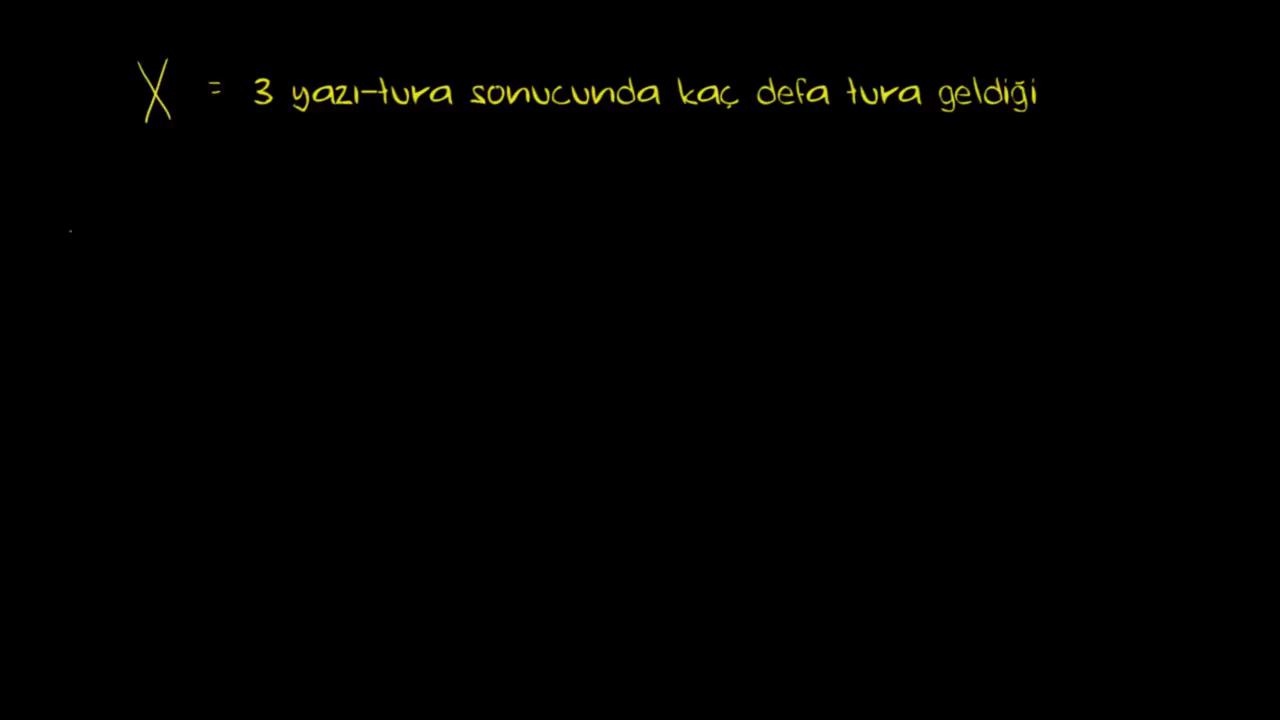 X = 3 yazı-tura sonucunda kaç defa tura geldiği